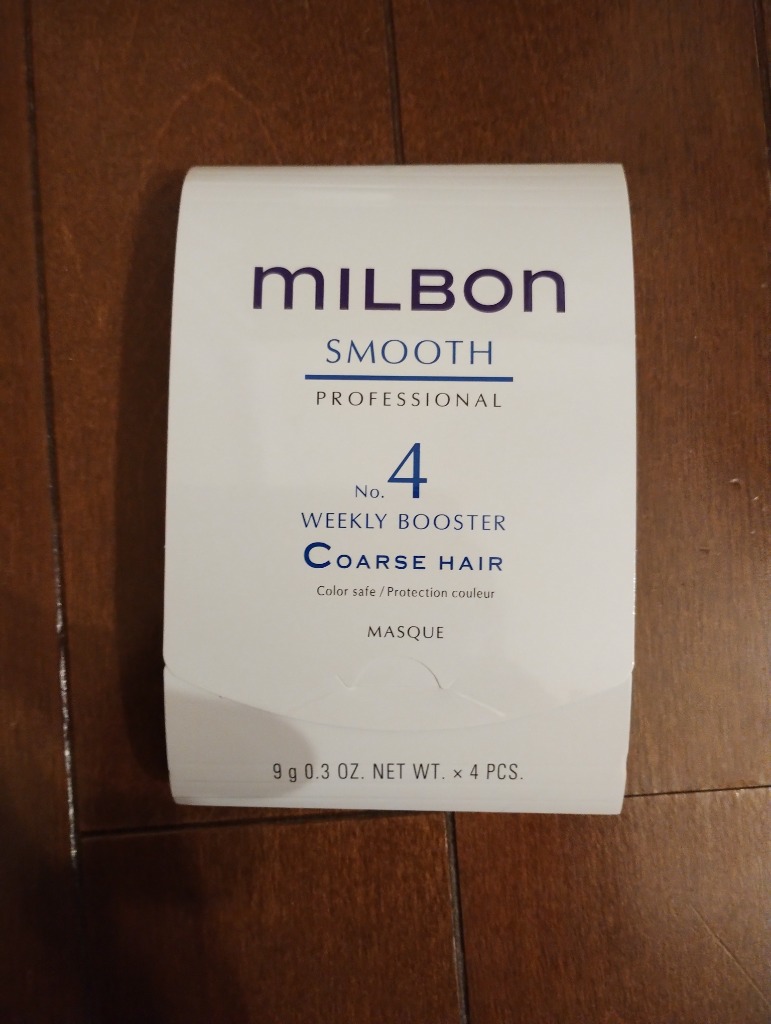 MILBON
SMOOTH
PROFESSIONAL
No.4
WEEKLY BOOSTER
COARSE HAIR
Color safe / Protection couleur
MASQUE
9 g 0.3 OZ. NET WT. × 4 PCS.